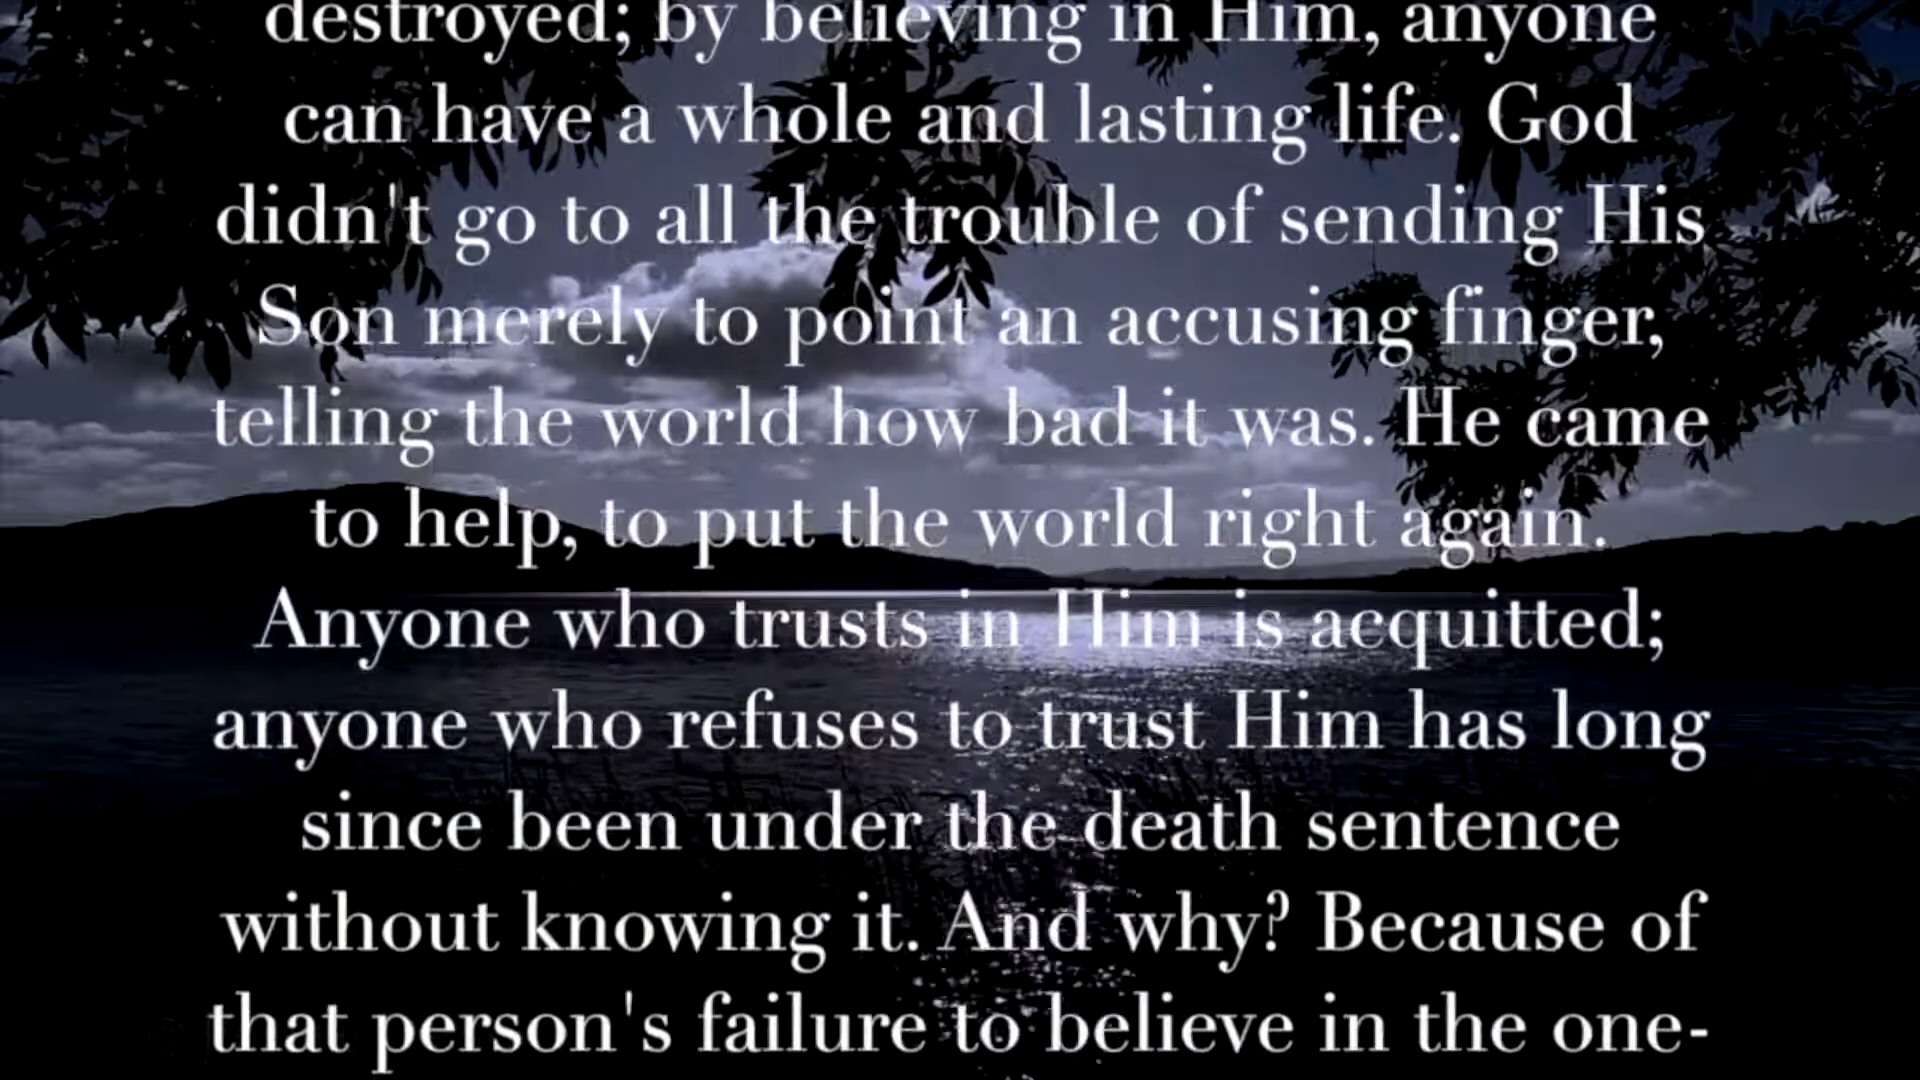 destroyed; by believing in Him, anyone
can have a whole and lasting life. God
didn't go to all the trouble of sending His
Son merely to point an accusing finger,
telling the world how bad it was. He came
to help, to put the world right again.
Anyone who trusts in Him is acquitted;
anyone who refuses to trust Him has long
since been under the death sentence
without knowing it. And why? Because of
that person's failure to believe in the one-